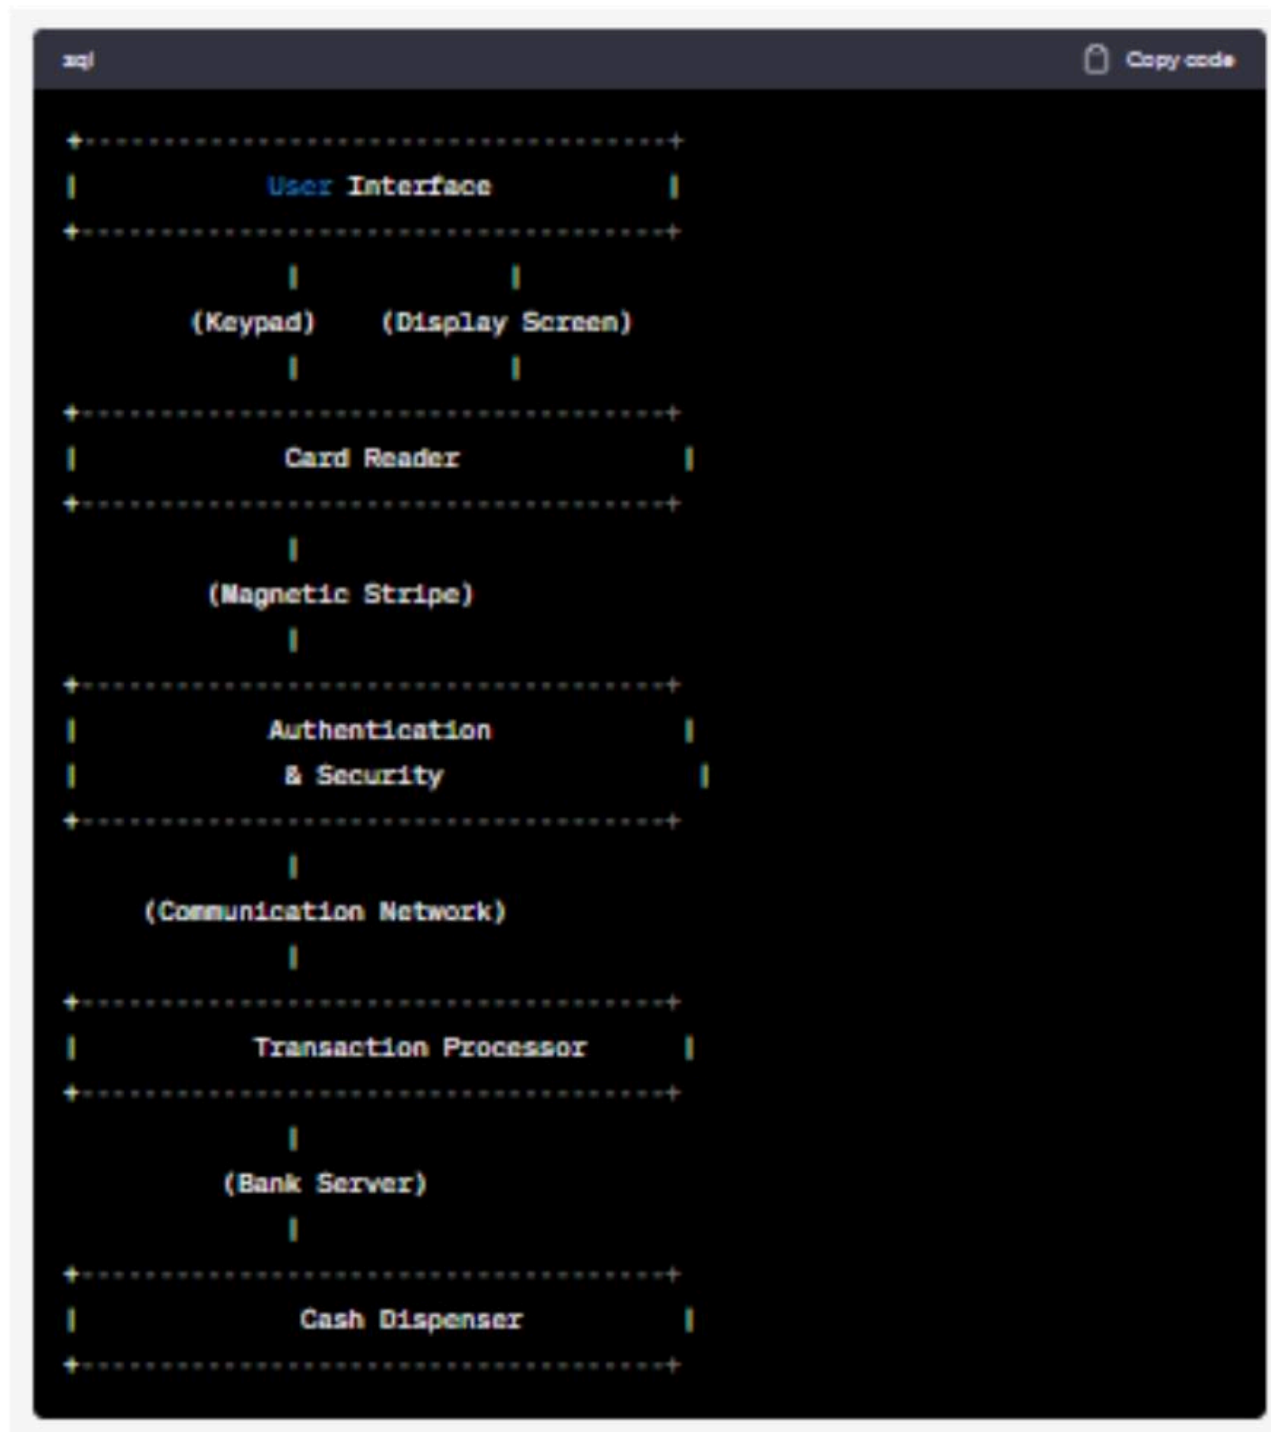 sql
Copy code
User Interface
(Keypad) (Display Screen)
Card Reader
(Magnetic Stripe)
Authentication
& Security
(Communication Network)
Transaction Processor
(Bank Server)
Cash Dispenser